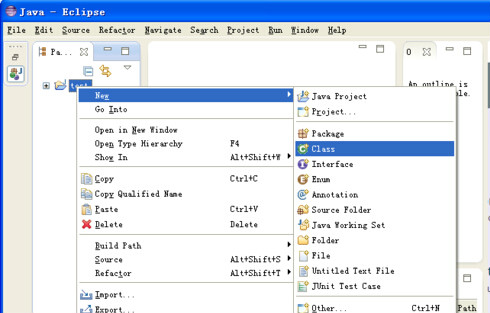 Java - Eclipse
File Edit Source Refactor Navigate Search Project Run Window Help
Pa...
An outline is
New
Go Into
Open in New Window
Open Type Hierarchy F4
Show In Alt+Shift+W
Copy Ctrl+C
Copy Qualified Name
Paste Ctrl+V
Delete Delete
Build Path
Source Alt+Shift+S
Refactor Alt+Shift+T
Import...
Export...
Java Project
Project...
Package
Class
Interface
Enum
Annotation
Source Folder
Java Working Set
Folder
File
Untitled Text File
JUnit Test Case
Other... Ctrl+N
Path